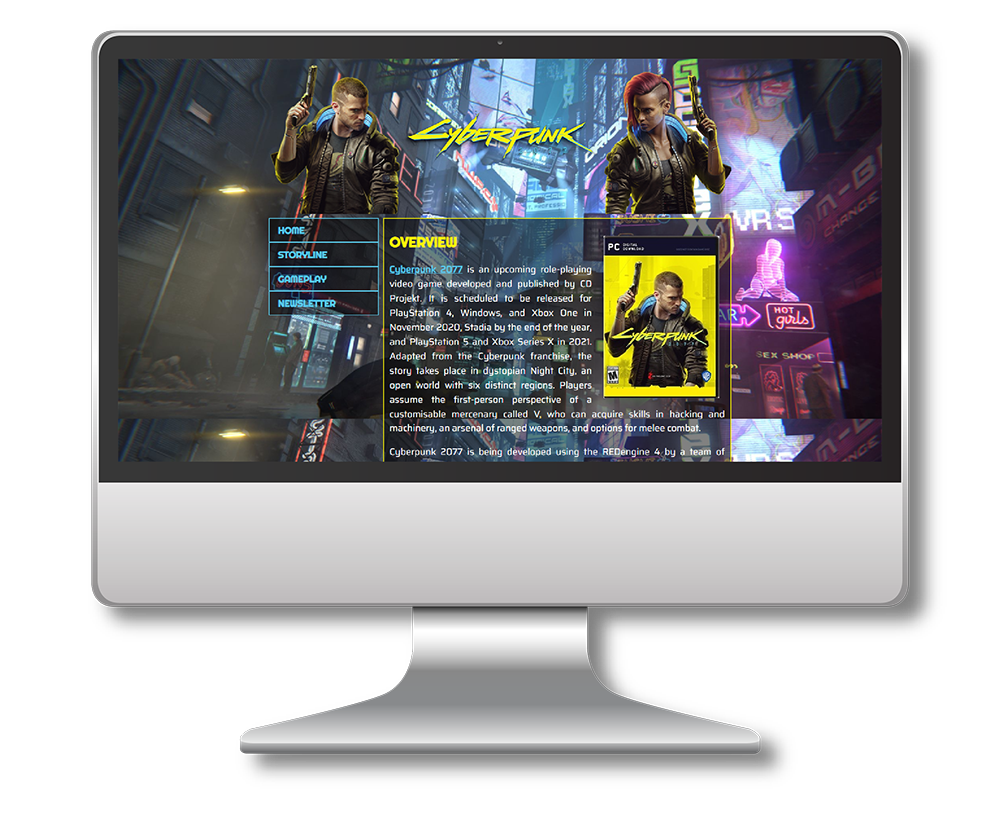 CYBERPUNK
HOME
STORYLINE
GAMEPLAY
NEWSLETTER
OVERVIEW
Cyberpunk 2077 is an upcoming role-playing
video game developed and published by CD
Projekt. It is scheduled to be released for
PlayStation 4, Windows, and Xbox One in
November 2020, Stadia by the end of the year,
and PlayStation 5 and Xbox Series X in 2021.
Adapted from the Cyberpunk franchise, the
story takes place in dystopian Night City, an
open world with six distinct regions. Players
assume the first-person perspective of a
customisable mercenary called V, who can acquire skills in hacking and
machinery, an arsenal of ranged weapons, and options for melee combat.
Cyberpunk 2077 is being developed using the REDengine 4 by a team of
PC DIGITAL
DOWNLOAD
CYBERPUNK
M
HOT
girls
SEX SHOP